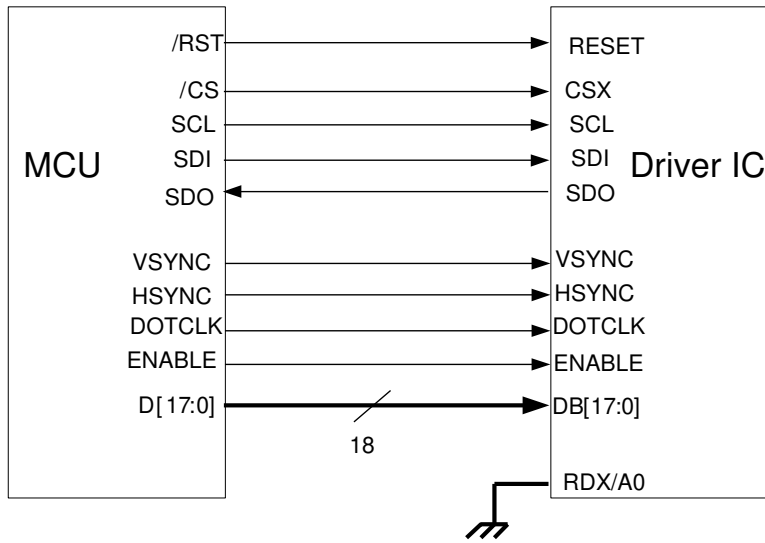 /RST RESET
/CS CSX
SCL SCL
MCU SDI SDI Driver IC
SDO SDO
VSYNC VSYNC
HSYNC HSYNC
DOTCLK DOTCLK
ENABLE ENABLE
D[17:0] DB[17:0]
18
RDX/A0